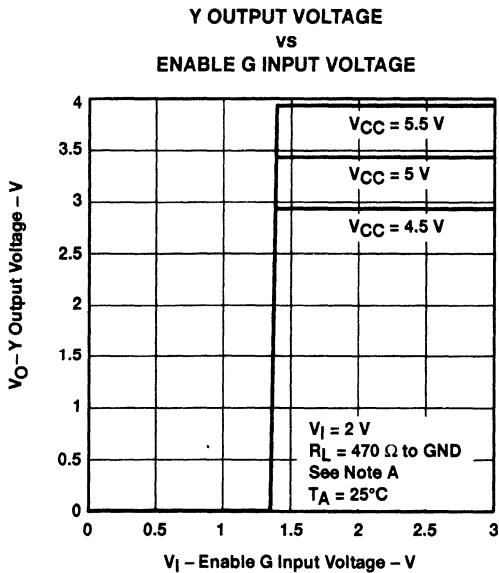 Y OUTPUT VOLTAGE
vs
ENABLE G INPUT VOLTAGE
VO – Y Output Voltage – V
4
3.5
3
2.5
2
1.5
1
0.5
0
VCC = 5.5 V
VCC = 5 V
VCC = 4.5 V
VI = 2 V
RL = 470 Ω to GND
See Note A
TA = 25°C
0 0.5 1 1.5 2 2.5 3
VI – Enable G Input Voltage – V